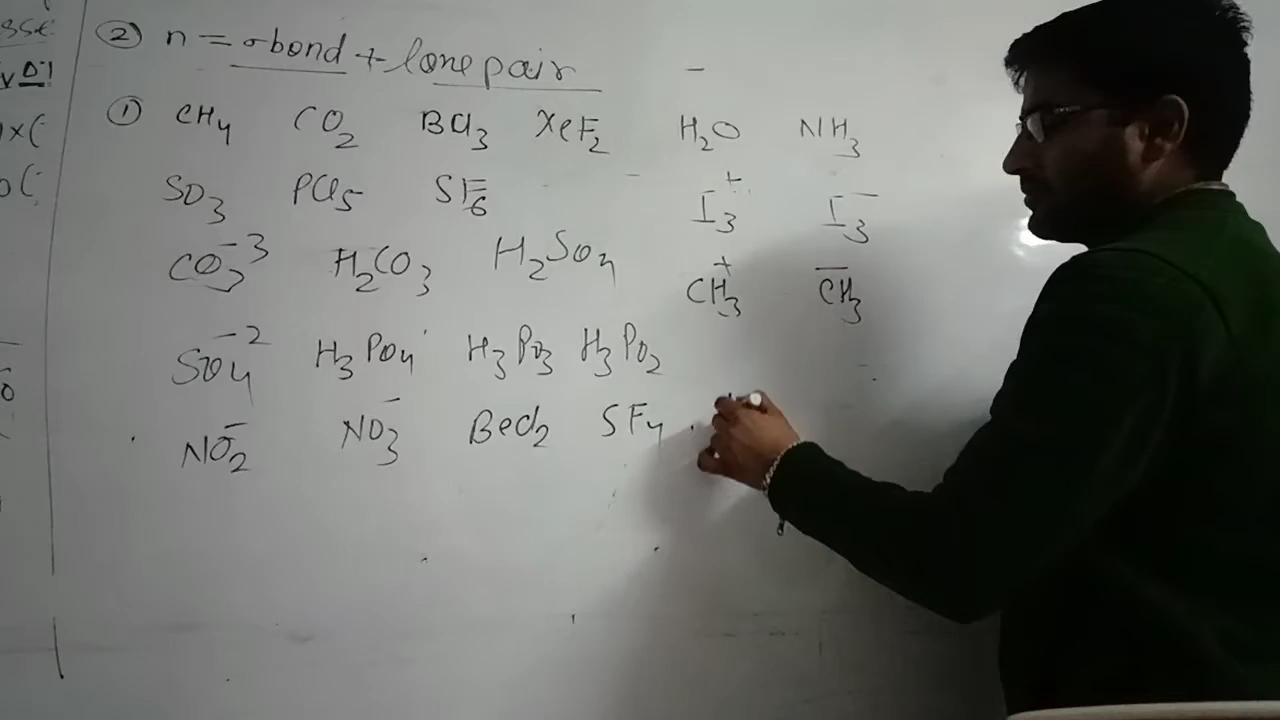 ② n = σ bond + lone pair
① CH₄ CO₂ BCl₃ XeF₂ H₂O NH₃
SO₃ PCl₅ SF₆ I₃⁺ I₃⁻
CO₃⁻³ H₂CO₃ H₂SO₄ CH₃⁺ CH₃⁻
SO₄⁻² H₃PO₄ H₃PO₃ H₃PO₂
NO₂⁻ NO₃⁻ BeCl₂ SF₄